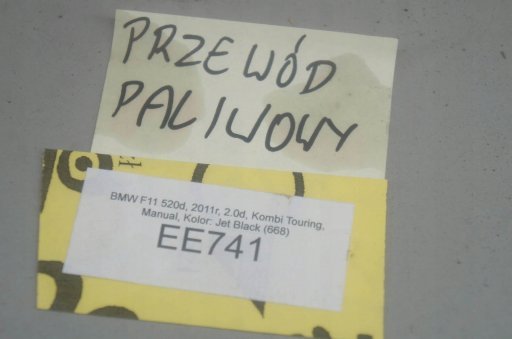 PRZEWÓD
PALIWOWY
BMW F11 520d, 2011r, 2.0d, Kombi Touring,
Manual, Kolor: Jet Black (668)
EE741